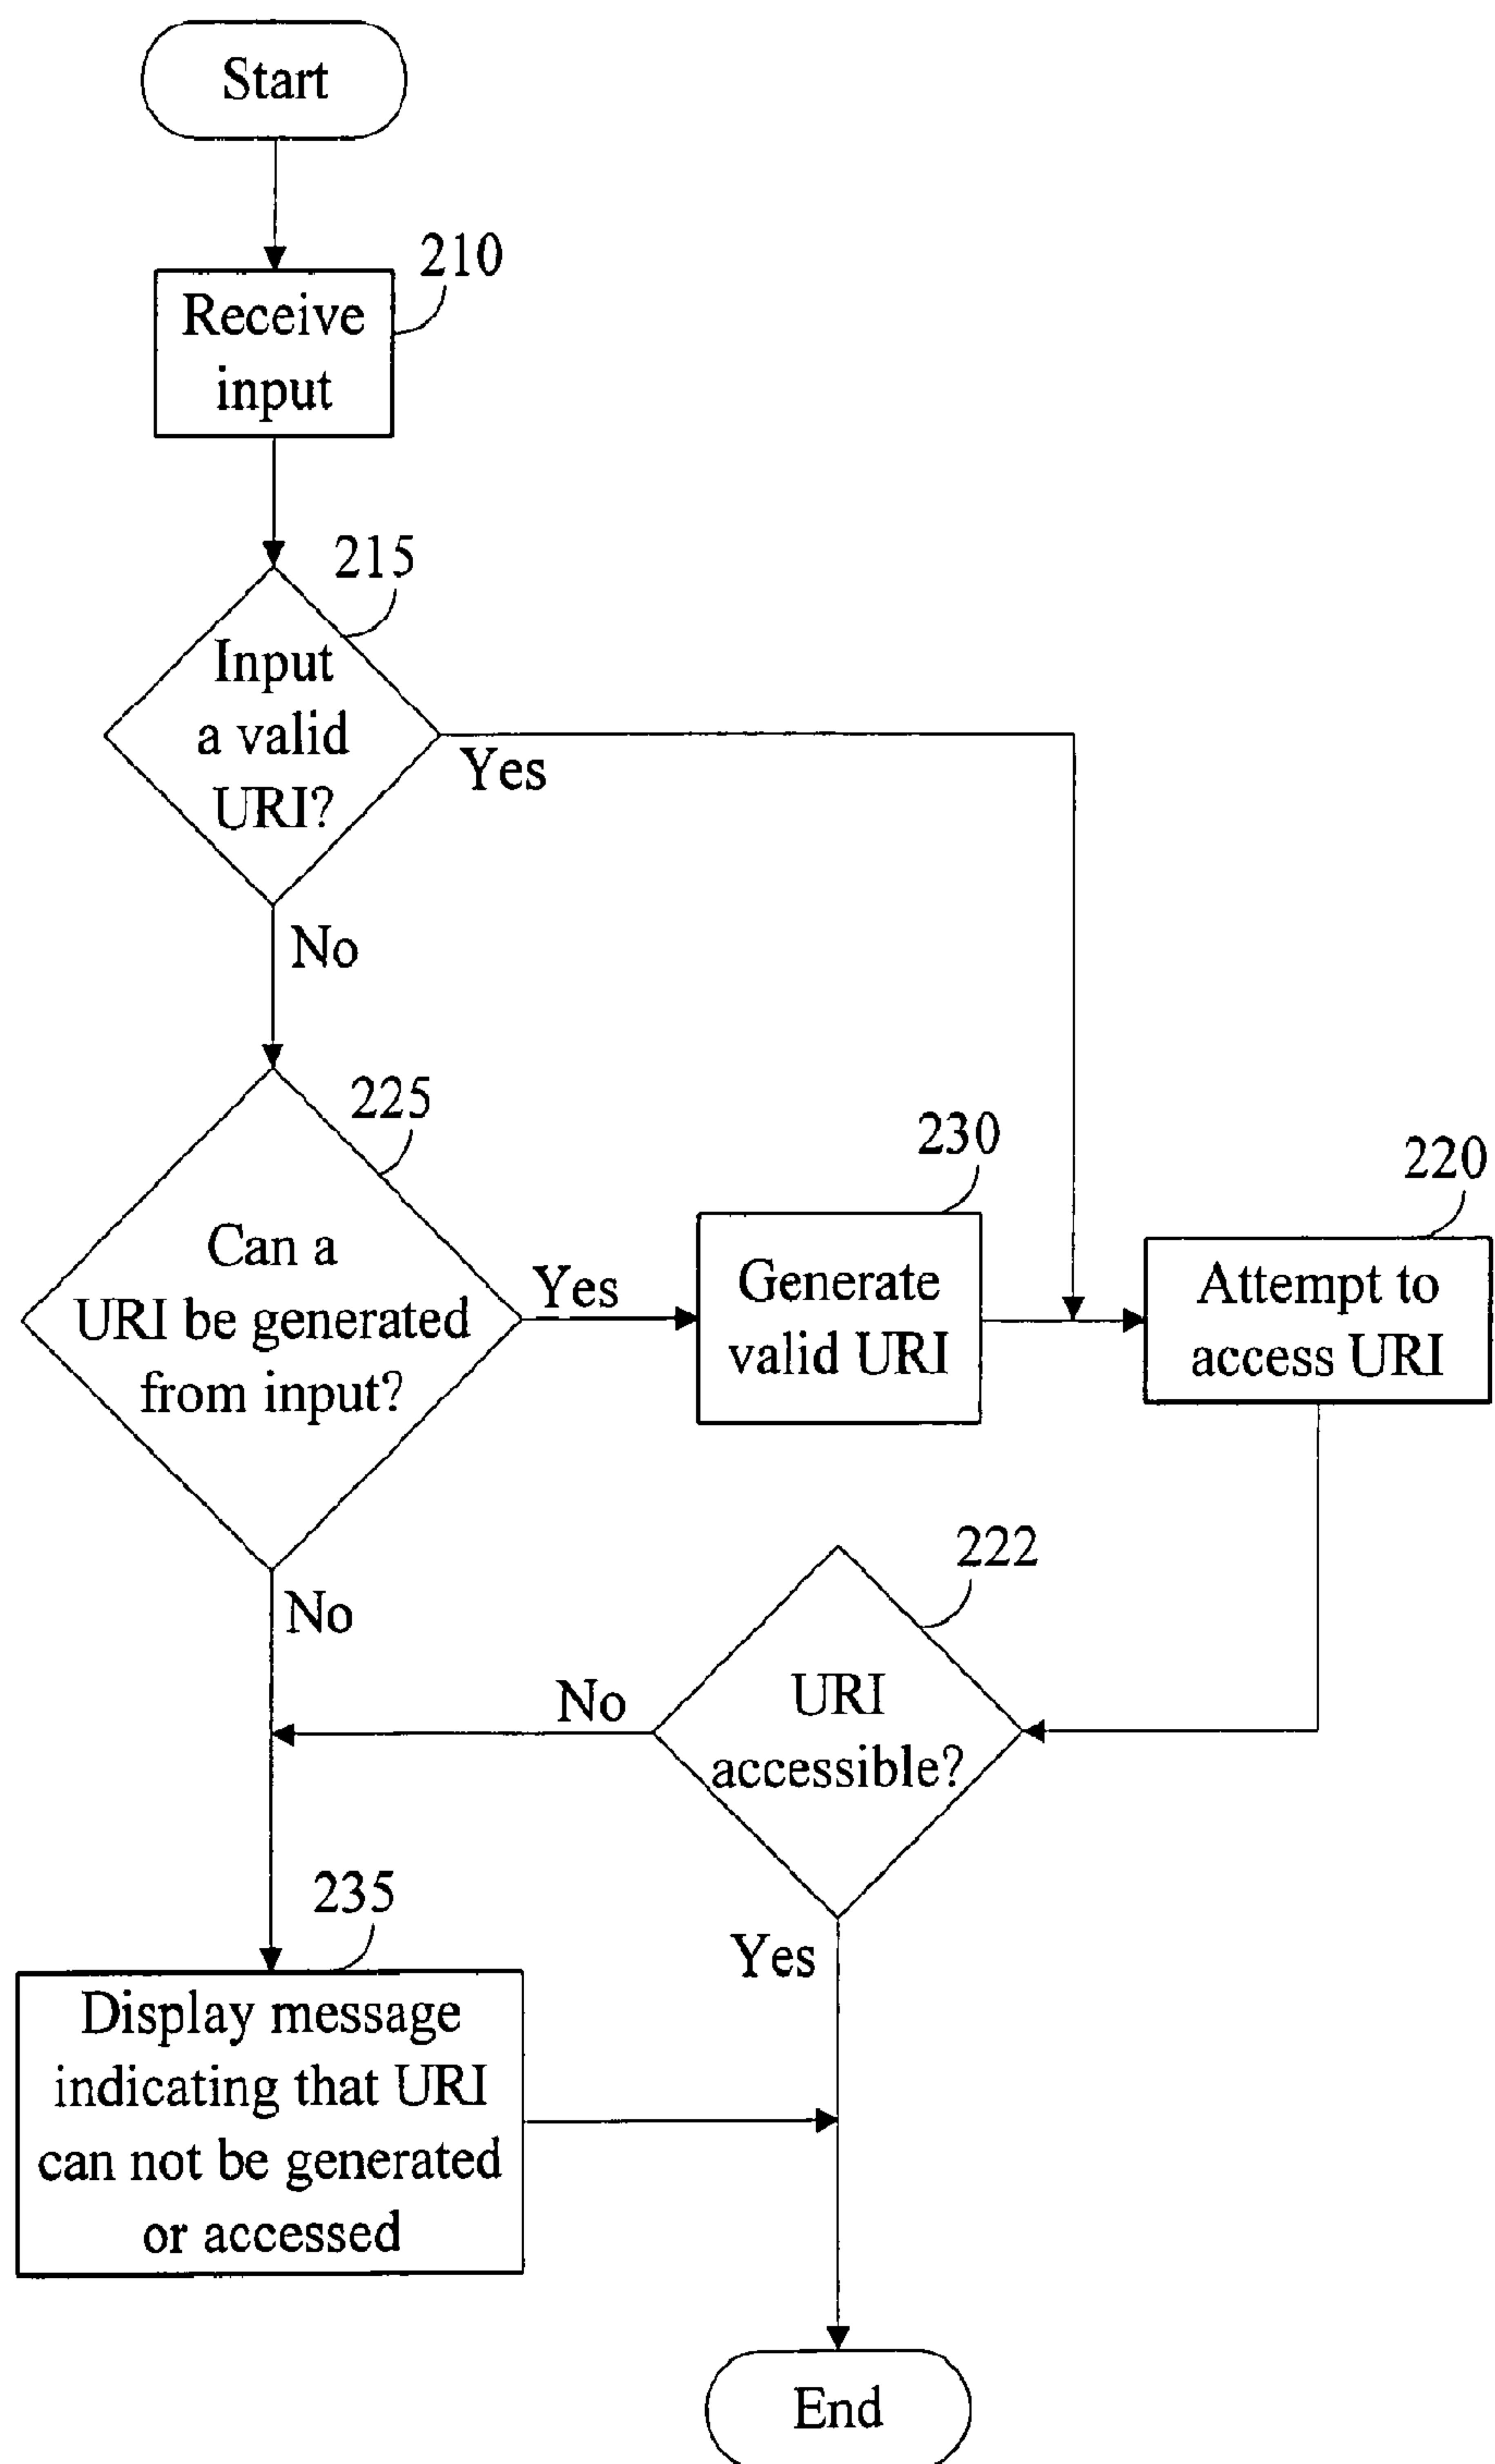 Start
210
Receive
input
215
Input
a valid
URI?
Yes
No
225
Can a
URI be generated
from input?
Yes
230
Generate
valid URI
220
Attempt to
access URI
No
222
URI
accessible?
No
Yes
235
Display message
indicating that URI
can not be generated
or accessed
End